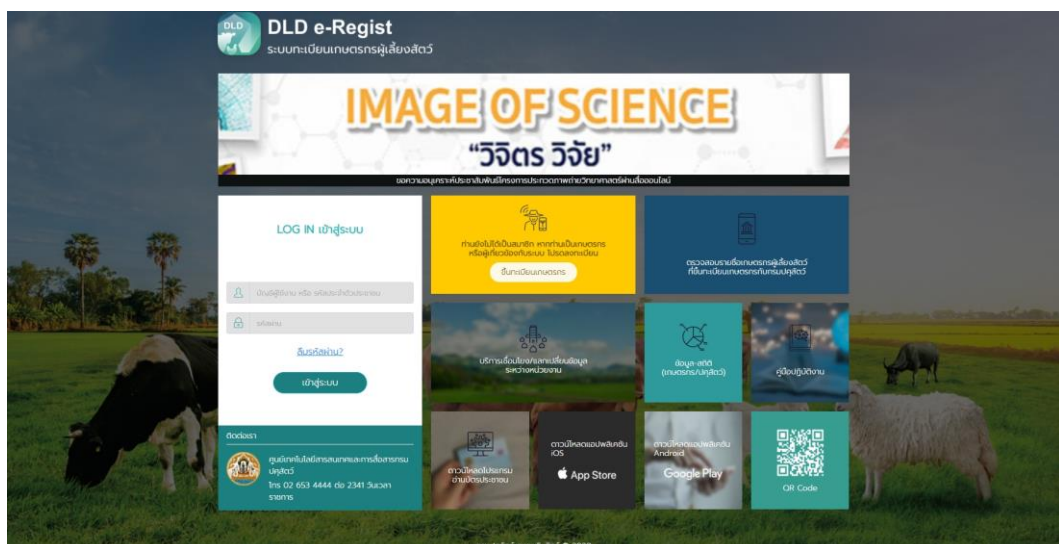 DLD
DLD e-Regist
ระบบทะเบียนเกษตรกรผู้เลี้ยงสัตว์
IMAGE OF SCIENCE
“วิจิตร วิจัย”
ขอความอนุเคราะห์ประชาสัมพันธ์โครงการประกวดภาพถ่ายวิทยาศาสตร์ผ่านสื่อออนไลน์
LOG IN เข้าสู่ระบบ
บัญชีผู้ใช้งาน หรือ รหัสประจำตัวประชาชน
รหัสผ่าน
ลืมรหัสผ่าน?
เข้าสู่ระบบ
ติดต่อเรา
ศูนย์เทคโนโลยีสารสนเทศและการสื่อสารกรม
ปศุสัตว์
โทร 02 653 4444 ต่อ 2341 วันเวลา
ราชการ
ท่านยังไม่ได้เป็นสมาชิก หากท่านเป็นเกษตรกร
หรือผู้เกี่ยวข้องกับระบบ โปรดลงทะเบียน
ขึ้นทะเบียนเกษตรกร
ตรวจสอบรายชื่อเกษตรกรผู้เลี้ยงสัตว์
ที่ขึ้นทะเบียนเกษตรกรกับกรมปศุสัตว์
บริการเชื่อมโยง/แลกเปลี่ยนข้อมูล
ระหว่างหน่วยงาน
ข้อมูล-สถิติ
(เกษตรกร/ปศุสัตว์)
คู่มือปฏิบัติงาน
ดาวน์โหลดโปรแกรม
อ่านบัตรประชาชน
ดาวน์โหลดแอปพลิเคชัน
iOS
App Store
ดาวน์โหลดแอปพลิเคชัน
Android
Google Play
QR Code